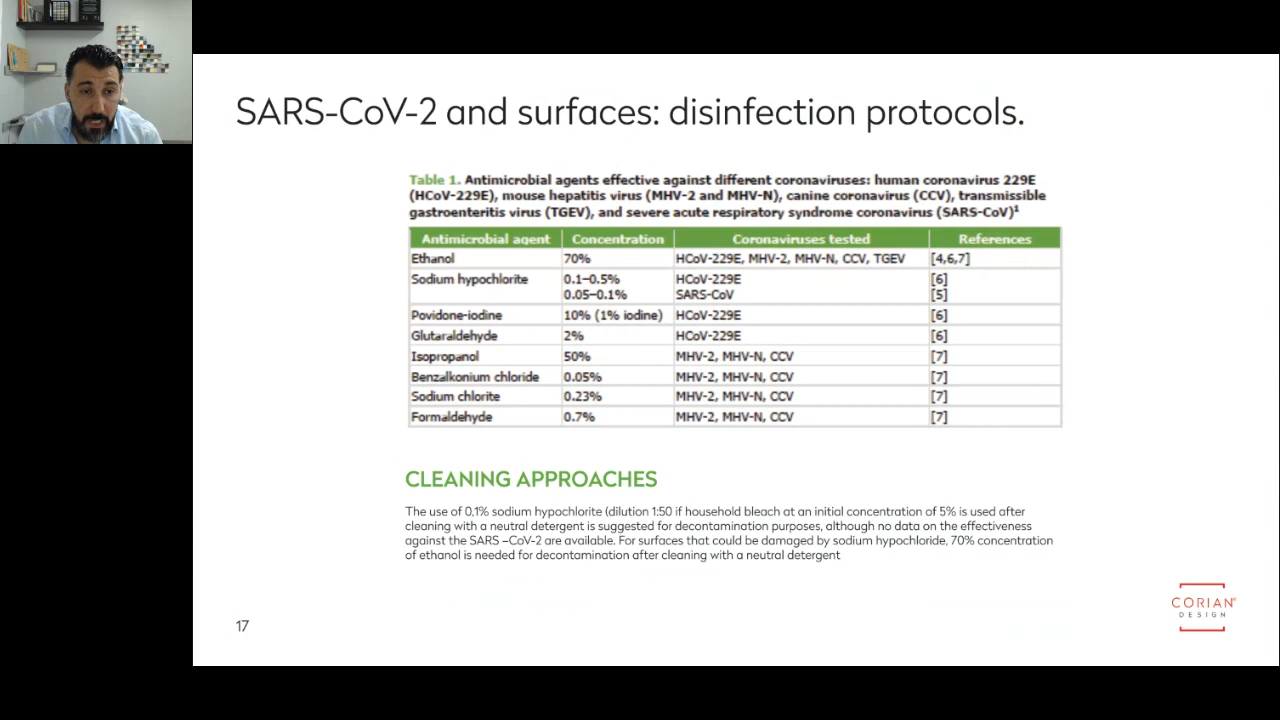 SARS-CoV-2 and surfaces: disinfection protocols.
Table 1. Antimicrobial agents effective against different coronaviruses: human coronavirus 229E
(HCoV-229E), mouse hepatitis virus (MHV-2 and MHV-N), canine coronavirus (CCV), transmissible
gastroenteritis virus (TGEV), and severe acute respiratory syndrome coronavirus (SARS-CoV)¹
Antimicrobial agent Concentration Coronaviruses tested References
Ethanol 70% HCoV-229E, MHV-2, MHV-N, CCV, TGEV [4,6,7]
Sodium hypochlorite 0.1–0.5% HCoV-229E [6]
0.05–0.1% SARS-CoV [5]
Povidone-iodine 10% (1% iodine) HCoV-229E [6]
Glutaraldehyde 2% HCoV-229E [6]
Isopropanol 50% MHV-2, MHV-N, CCV [7]
Benzalkonium chloride 0.05% MHV-2, MHV-N, CCV [7]
Sodium chlorite 0.23% MHV-2, MHV-N, CCV [7]
Formaldehyde 0.7% MHV-2, MHV-N, CCV [7]
CLEANING APPROACHES
The use of 0,1% sodium hypochlorite (dilution 1:50 if household bleach at an initial concentration of 5% is used after
cleaning with a neutral detergent is suggested for decontamination purposes, although no data on the effectiveness
against the SARS –CoV-2 are available. For surfaces that could be damaged by sodium hypochloride, 70% concentration
of ethanol is needed for decontamination after cleaning with a neutral detergent
CORIAN®
DESIGN
17